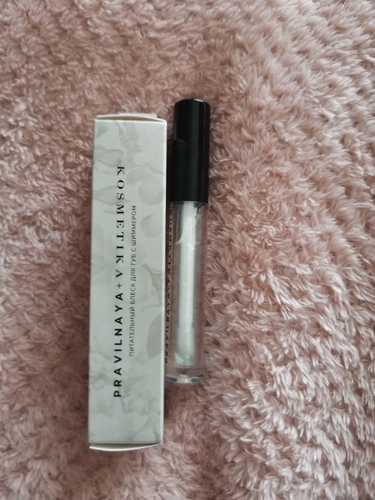 PRAVILNAYA + KOSMETIKA
ПИТАТЕЛЬНЫЙ БЛЕСК ДЛЯ ГУБ С ШИММЕРОМ